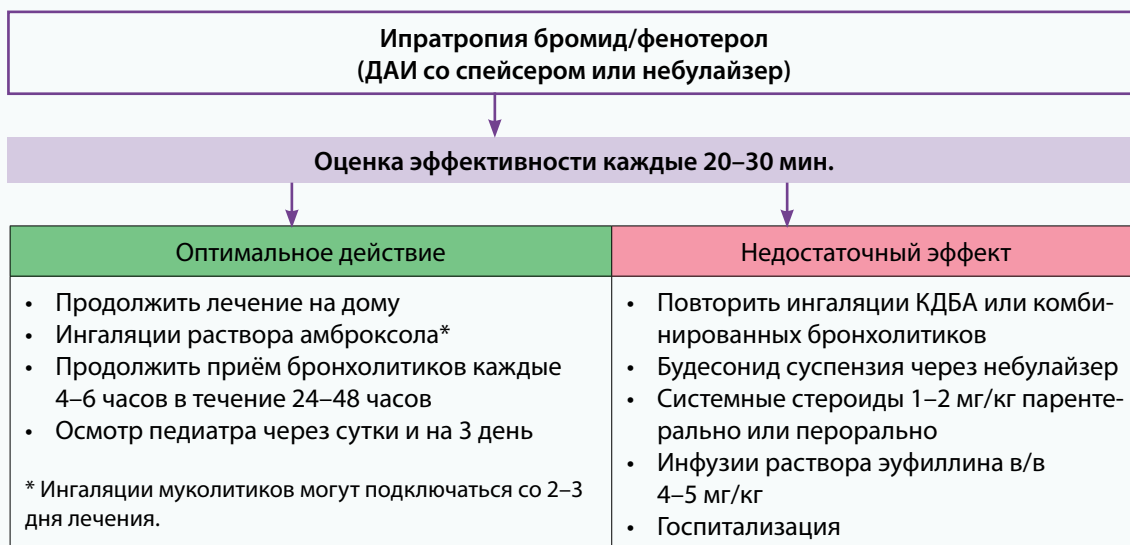 Ипратропия бромид/фенотерол
(ДАИ со спейсером или небулайзер)
Оценка эффективности каждые 20–30 мин.
Оптимальное действие
• Продолжить лечение на дому
• Ингаляции раствора амброксола*
• Продолжить приём бронхолитиков каждые
4–6 часов в течение 24–48 часов
• Осмотр педиатра через сутки и на 3 день
* Ингаляции муколитиков могут подключаться со 2–3
дня лечения.
Недостаточный эффект
• Повторить ингаляции КДБА или комби-
нированных бронхолитиков
• Будесонид суспензия через небулайзер
• Системные стероиды 1–2 мг/кг паренте-
рально или перорально
• Инфузии раствора эуфиллина в/в
4–5 мг/кг
• Госпитализация